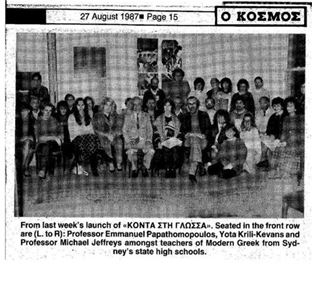 27 August 1987■ Page 15
Ο ΚΟΣΜΟΣ
From last week's launch of «ΚΟΝΤΑ ΣΤΗ ΓΛΩΣΣΑ». Seated in the front row
are (L. to R): Professor Emmanuel Papathomopoulos, Yota Krili-Kevans and
Professor Michael Jeffreys amongst teachers of Modern Greek from Syd-
ney's state high schools.